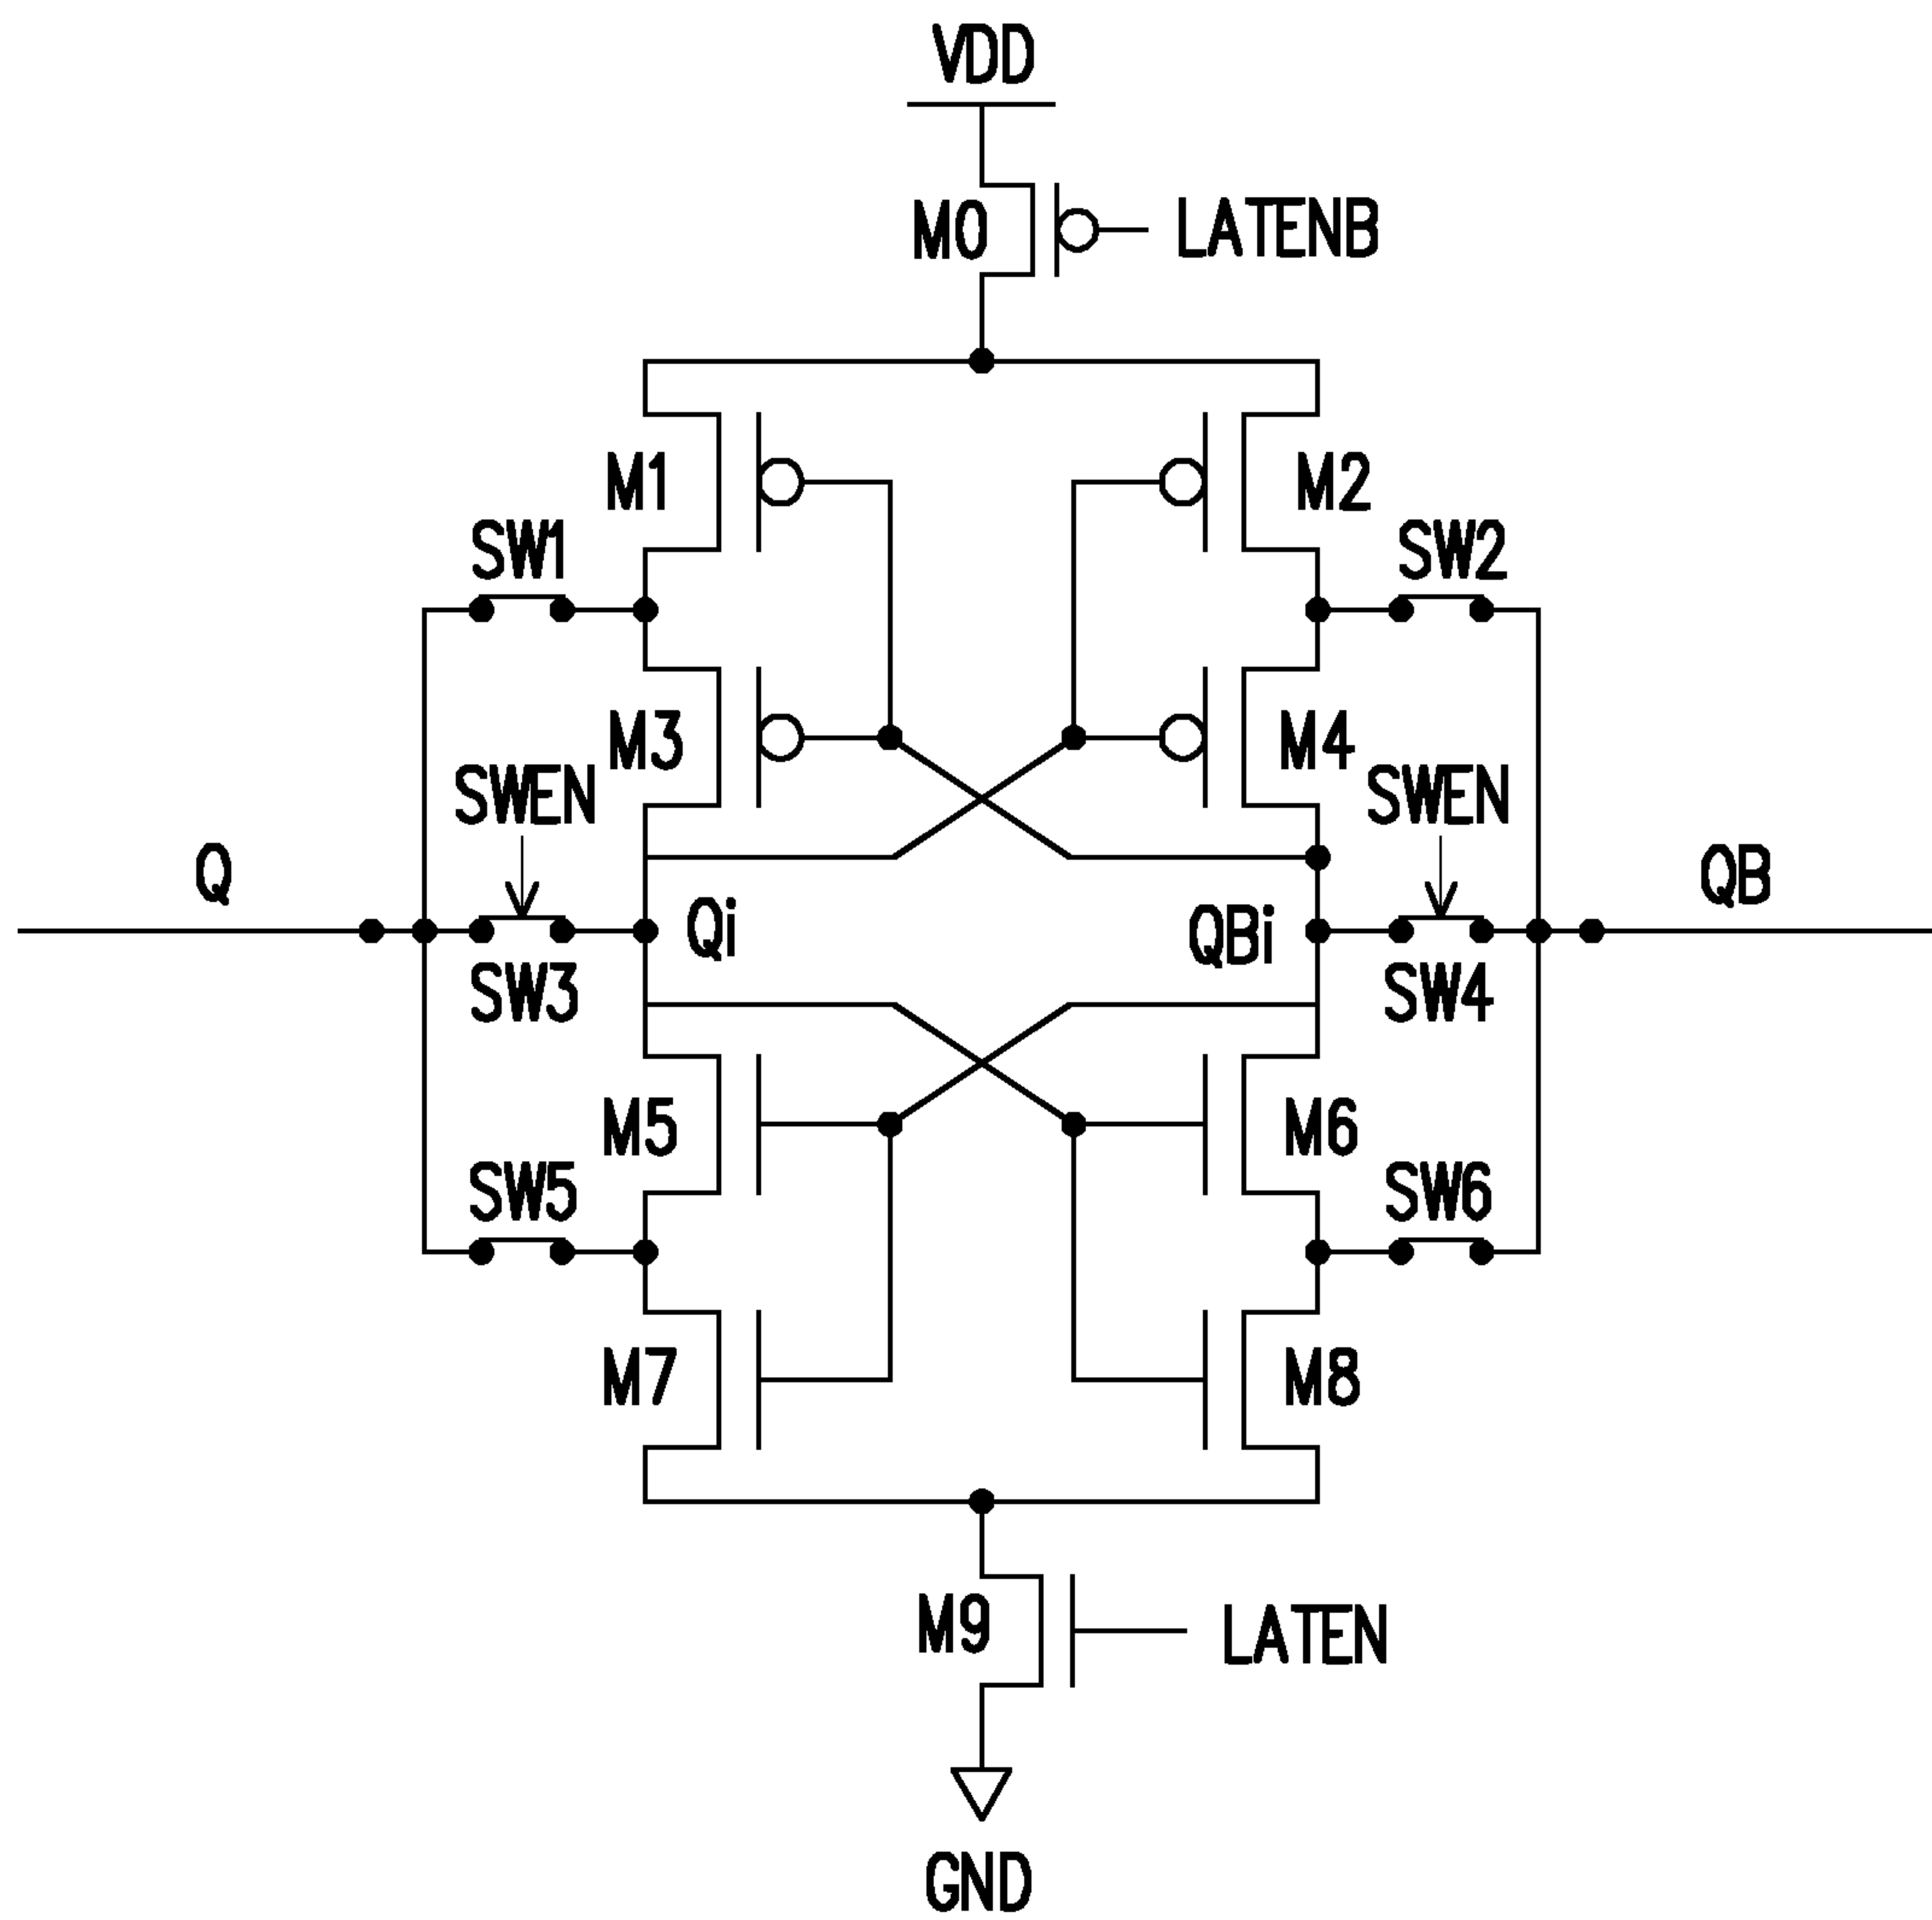 VDD
M0
LATENB
M1
M2
SW1
SW2
M3
M4
SWEN
SWEN
Q
QB
Qi
QBi
SW3
SW4
M5
M6
SW5
SW6
M7
M8
M9
LATEN
GND